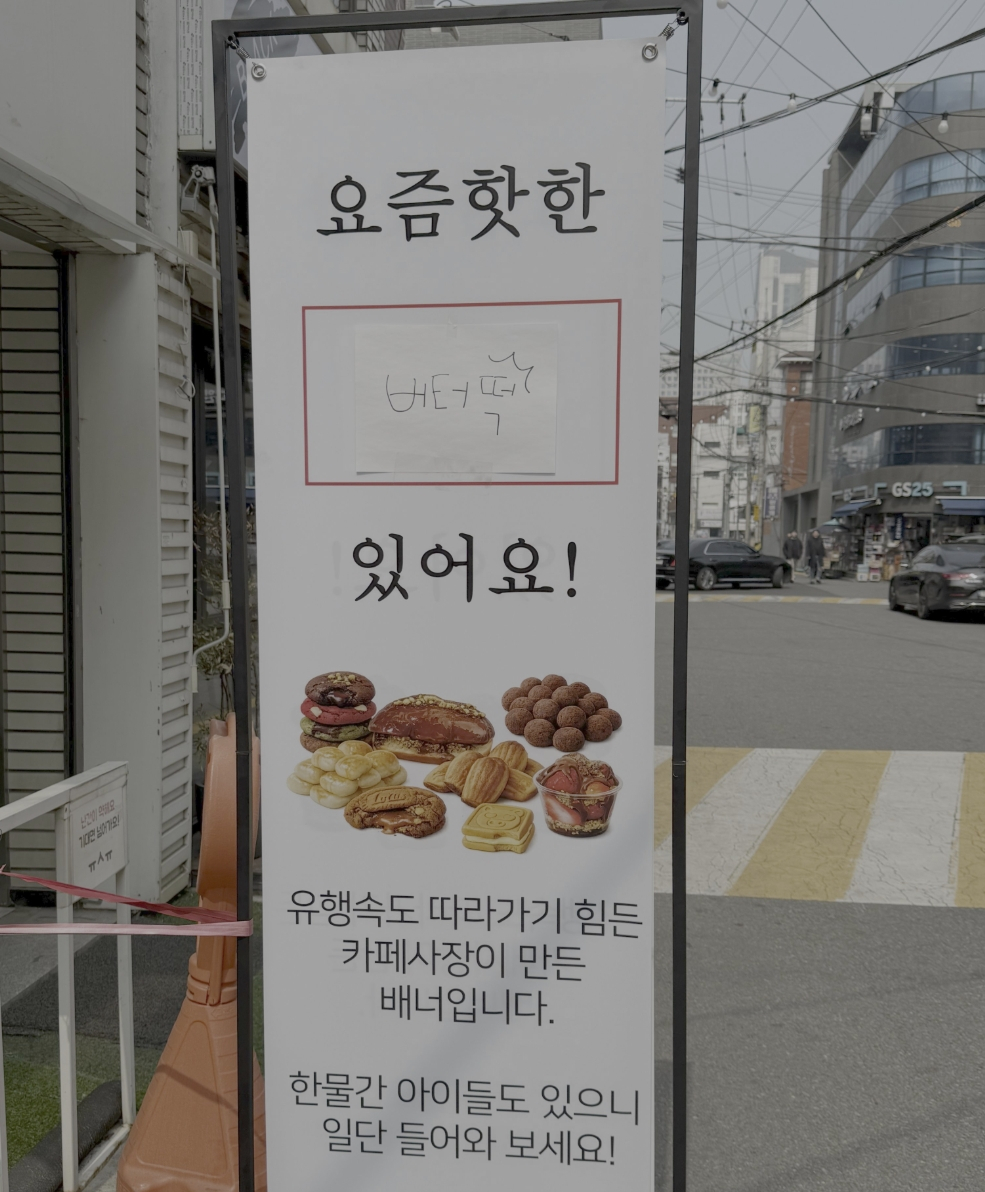 요즘핫한
버터떡
있어요!
Lotus
유행속도 따라가기 힘든
카페사장이 만든
배너입니다.
한물간 아이들도 있으니
일단 들어와 보세요!
GS25